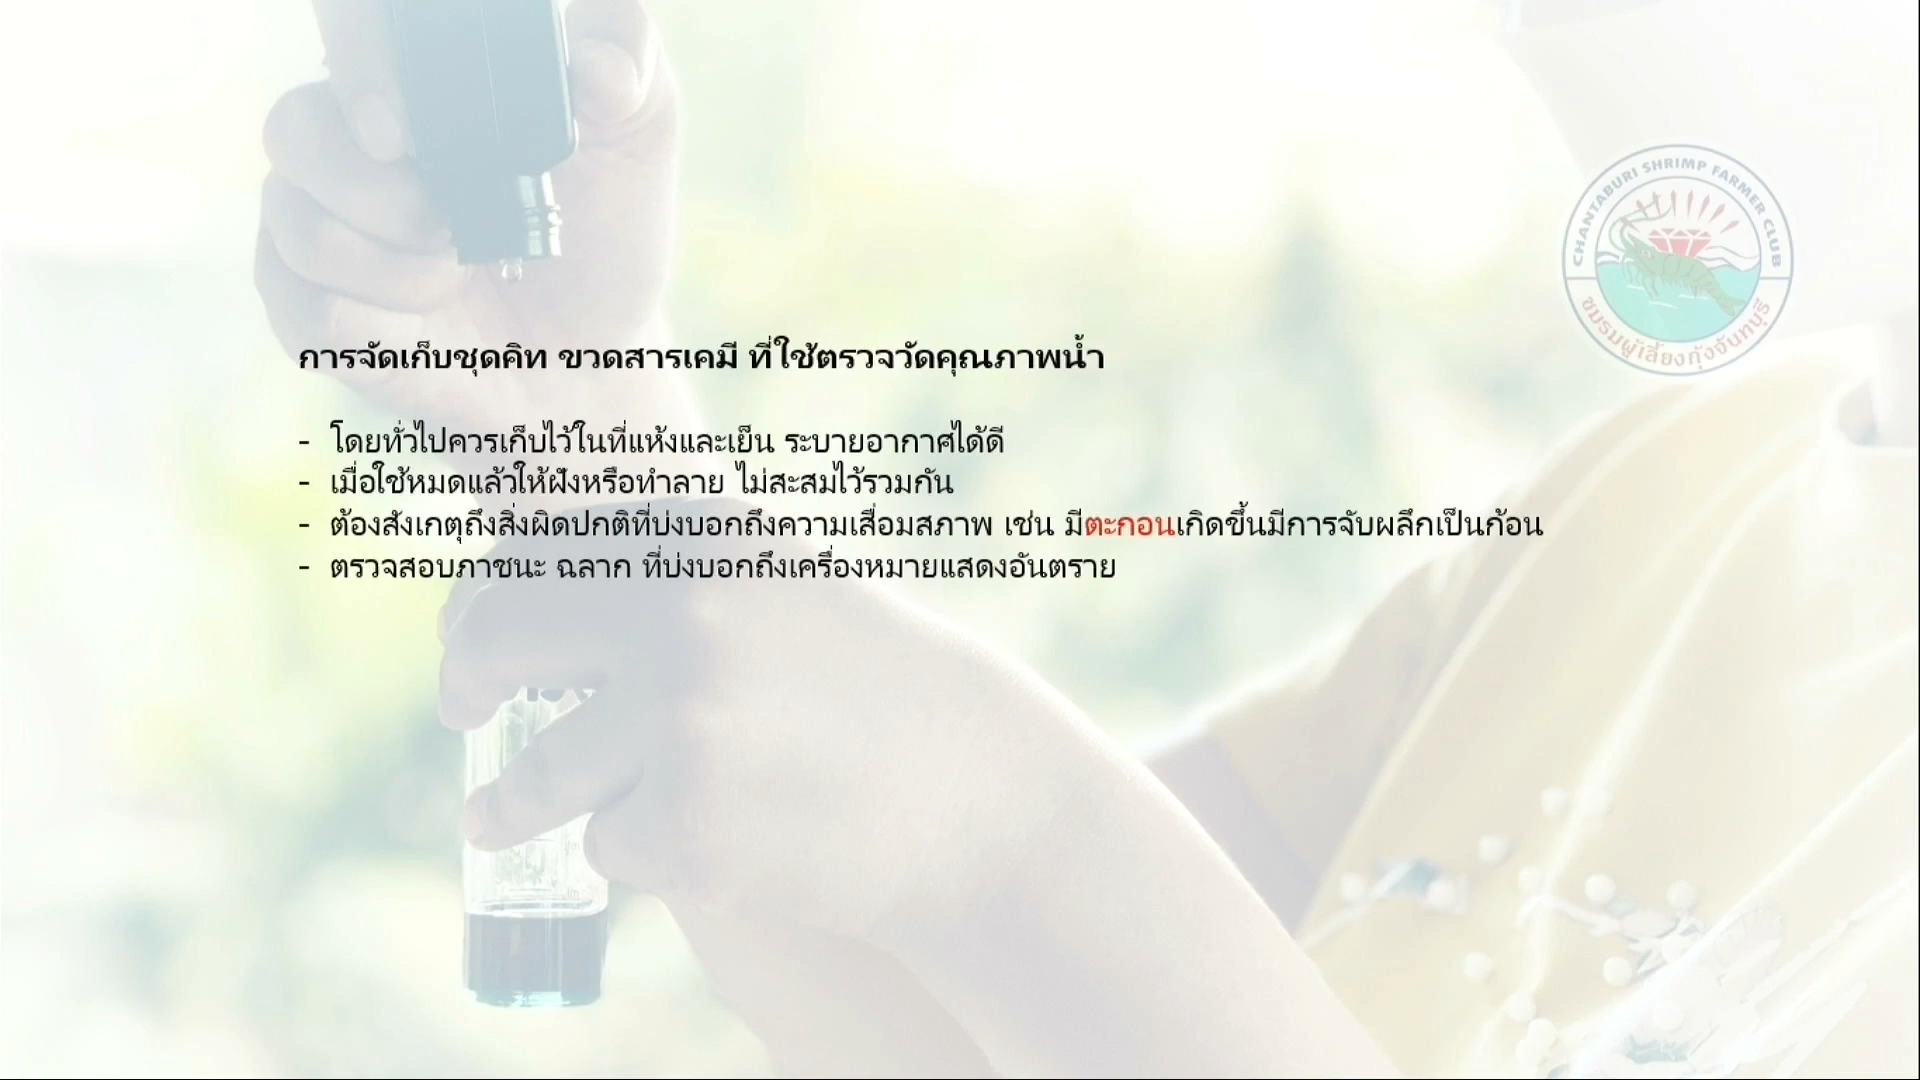 CHANTABURI SHRIMP FARMER CLUB
ชมรมผู้เลี้ยงกุ้งจันทบุรี
การจัดเก็บชุดคิท ขวดสารเคมี ที่ใช้ตรวจวัดคุณภาพน้ำ
- โดยทั่วไปควรเก็บไว้ในที่แห้งและเย็น ระบายอากาศได้ดี
- เมื่อใช้หมดแล้วให้ฝังหรือทำลาย ไม่สะสมไว้รวมกัน
- ต้องสังเกตุถึงสิ่งผิดปกติที่บ่งบอกถึงความเสื่อมสภาพ เช่น มีตะกอนเกิดขึ้นมีการจับผลึกเป็นก้อน
- ตรวจสอบภาชนะ ฉลาก ที่บ่งบอกถึงเครื่องหมายแสดงอันตราย